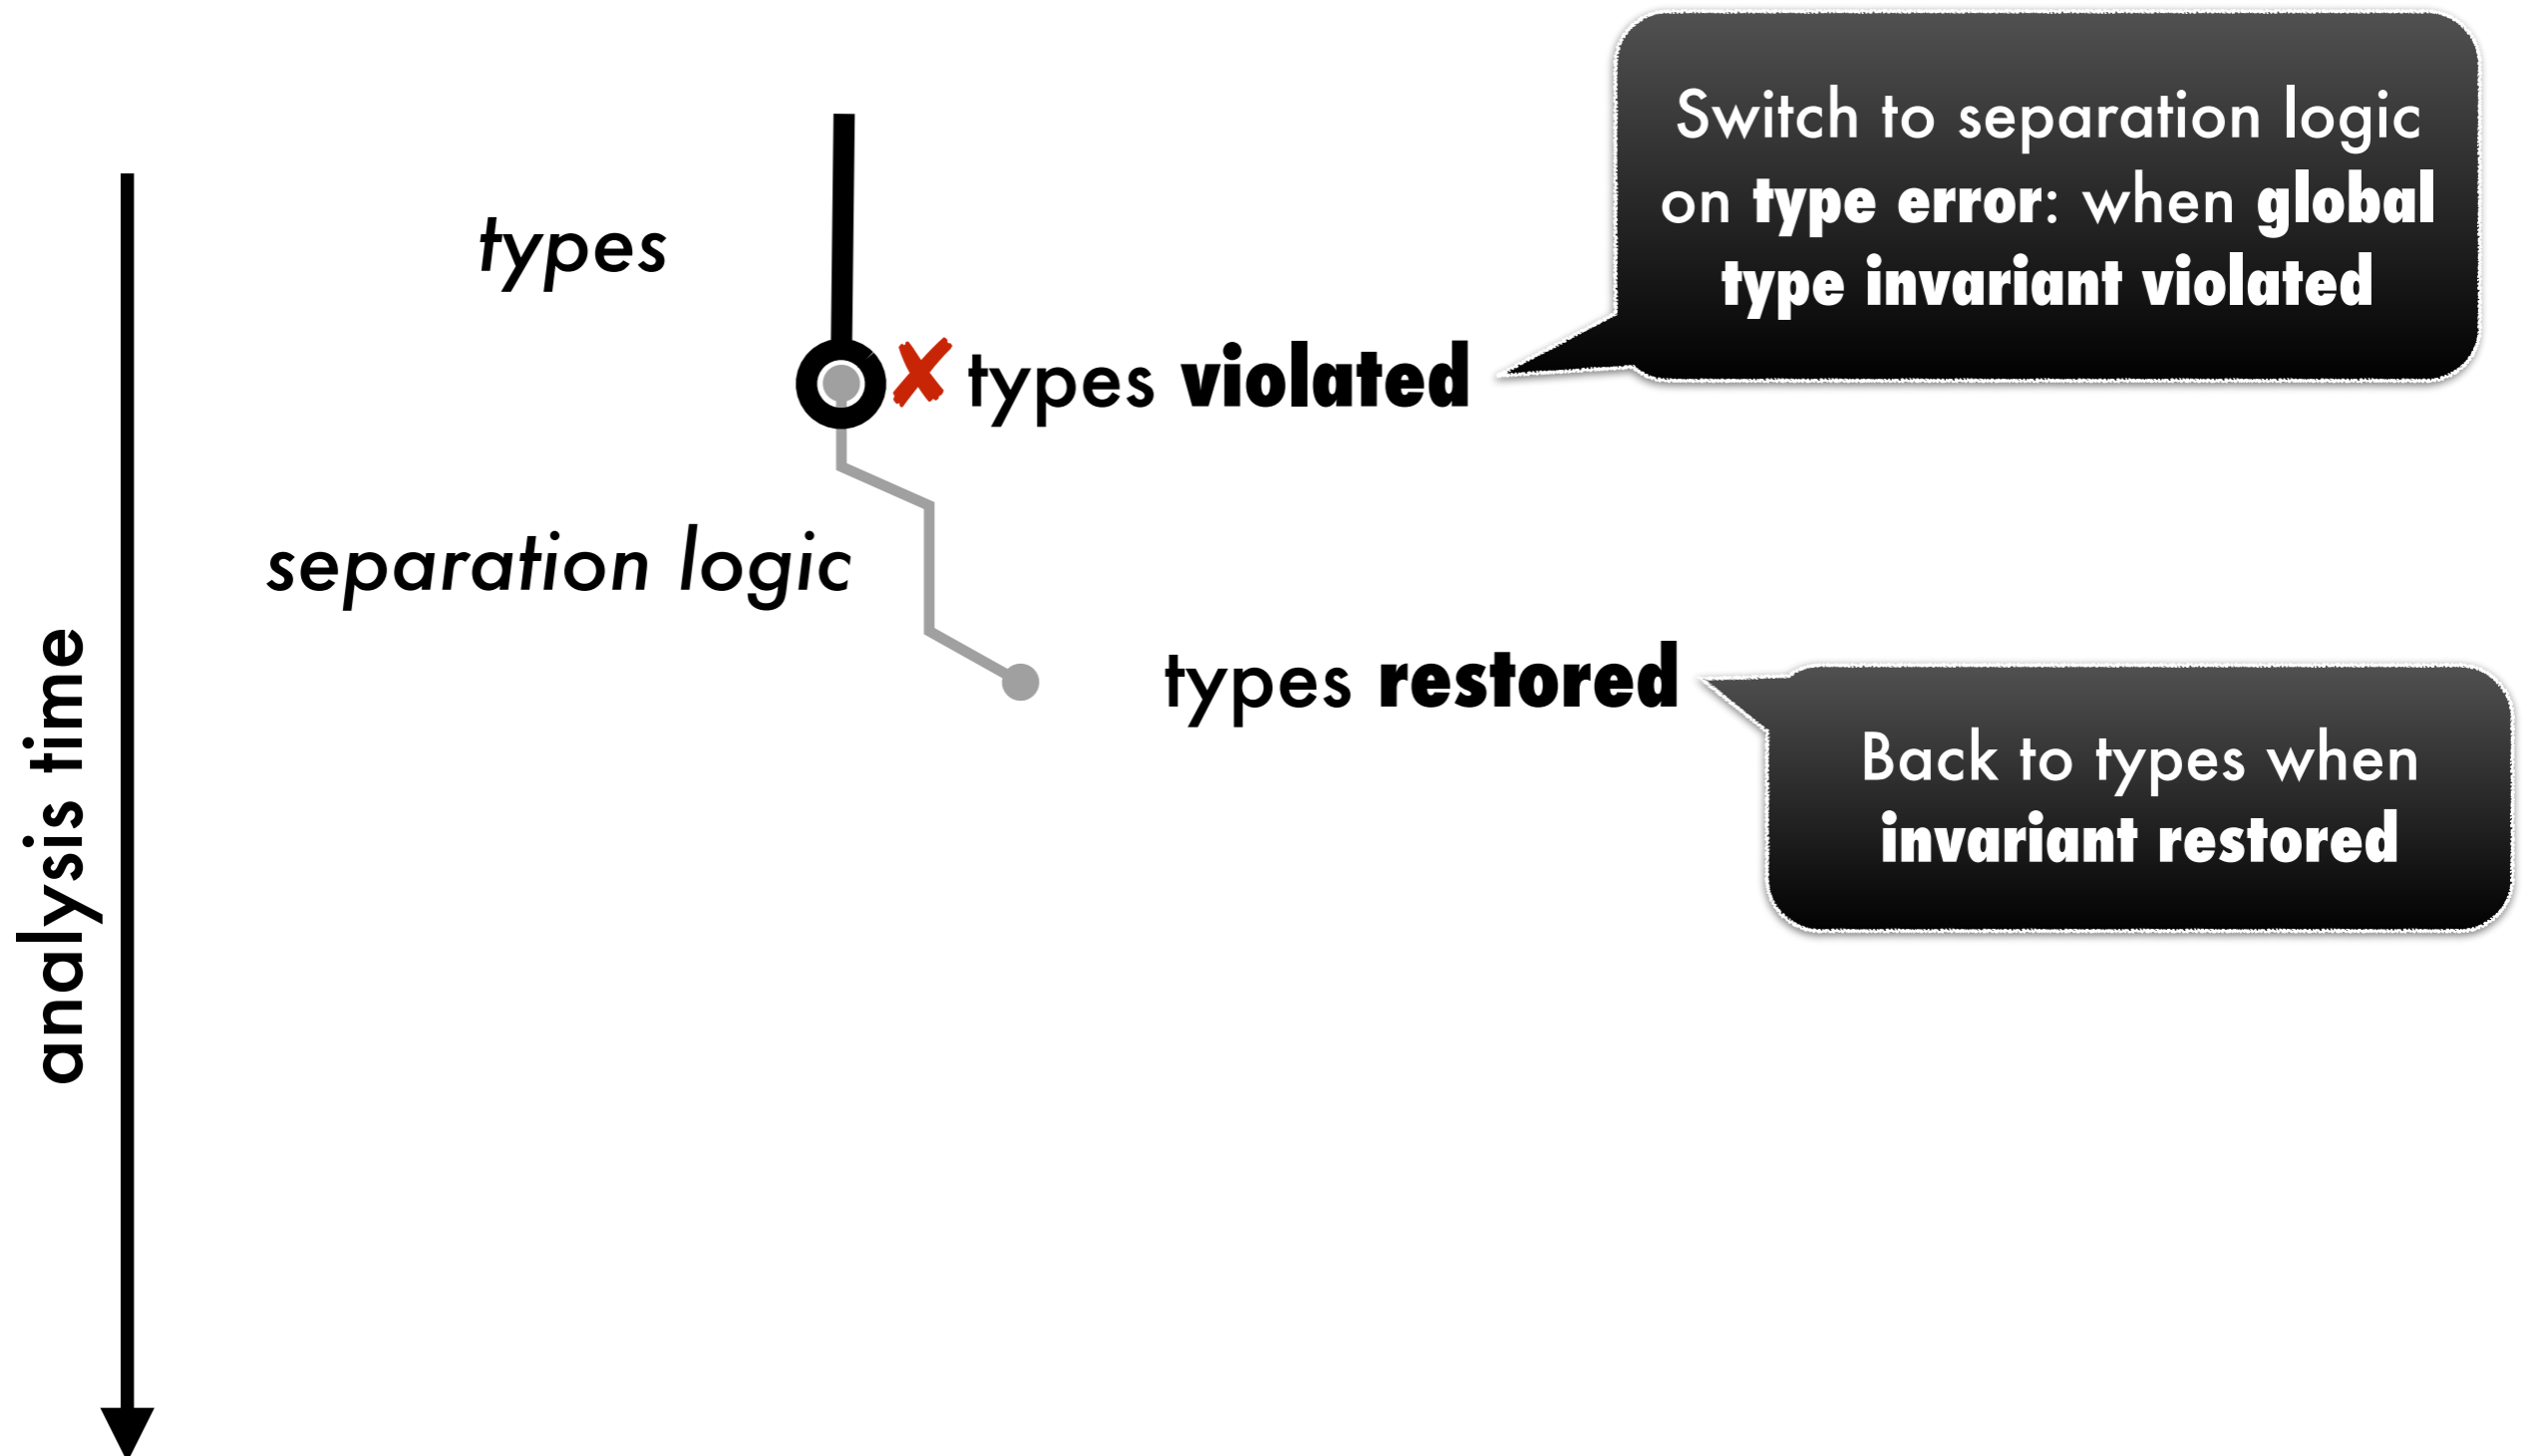 Switch to separation logic
on type error: when global
type invariant violated
types
types violated
separation logic
types restored
Back to types when
invariant restored
analysis time